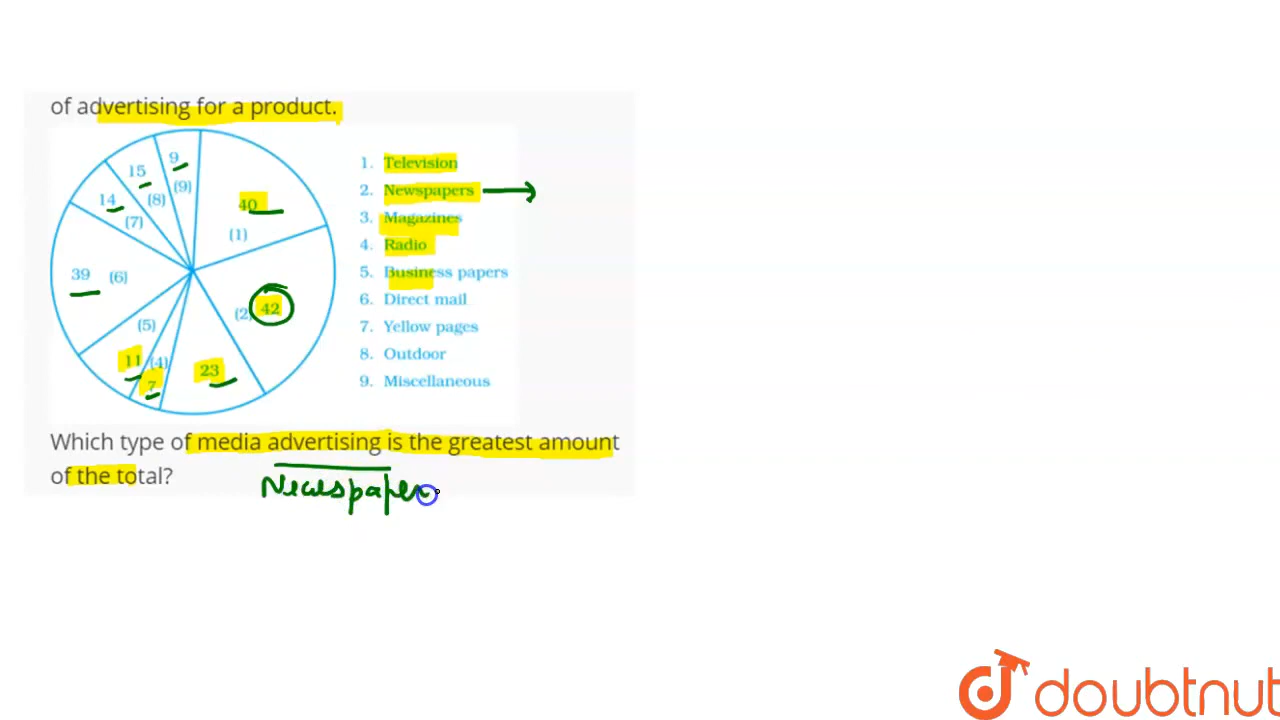 of advertising for a product.
9
15
(9)
14
(8)
40
(7)
(1)
39
(6)
(2)
42
(5)
11
(4)
23
7
1. Television
2. Newspapers
3. Magazines
4. Radio
5. Business papers
6. Direct mail
7. Yellow pages
8. Outdoor
9. Miscellaneous
Which type of media advertising is the greatest amount
of the total?
Newspaper
doubtnut